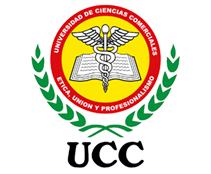 UNIVERSIDAD DE CIENCIAS COMERCIALES
ETICA, UNION Y PROFESIONALISMO
UCC